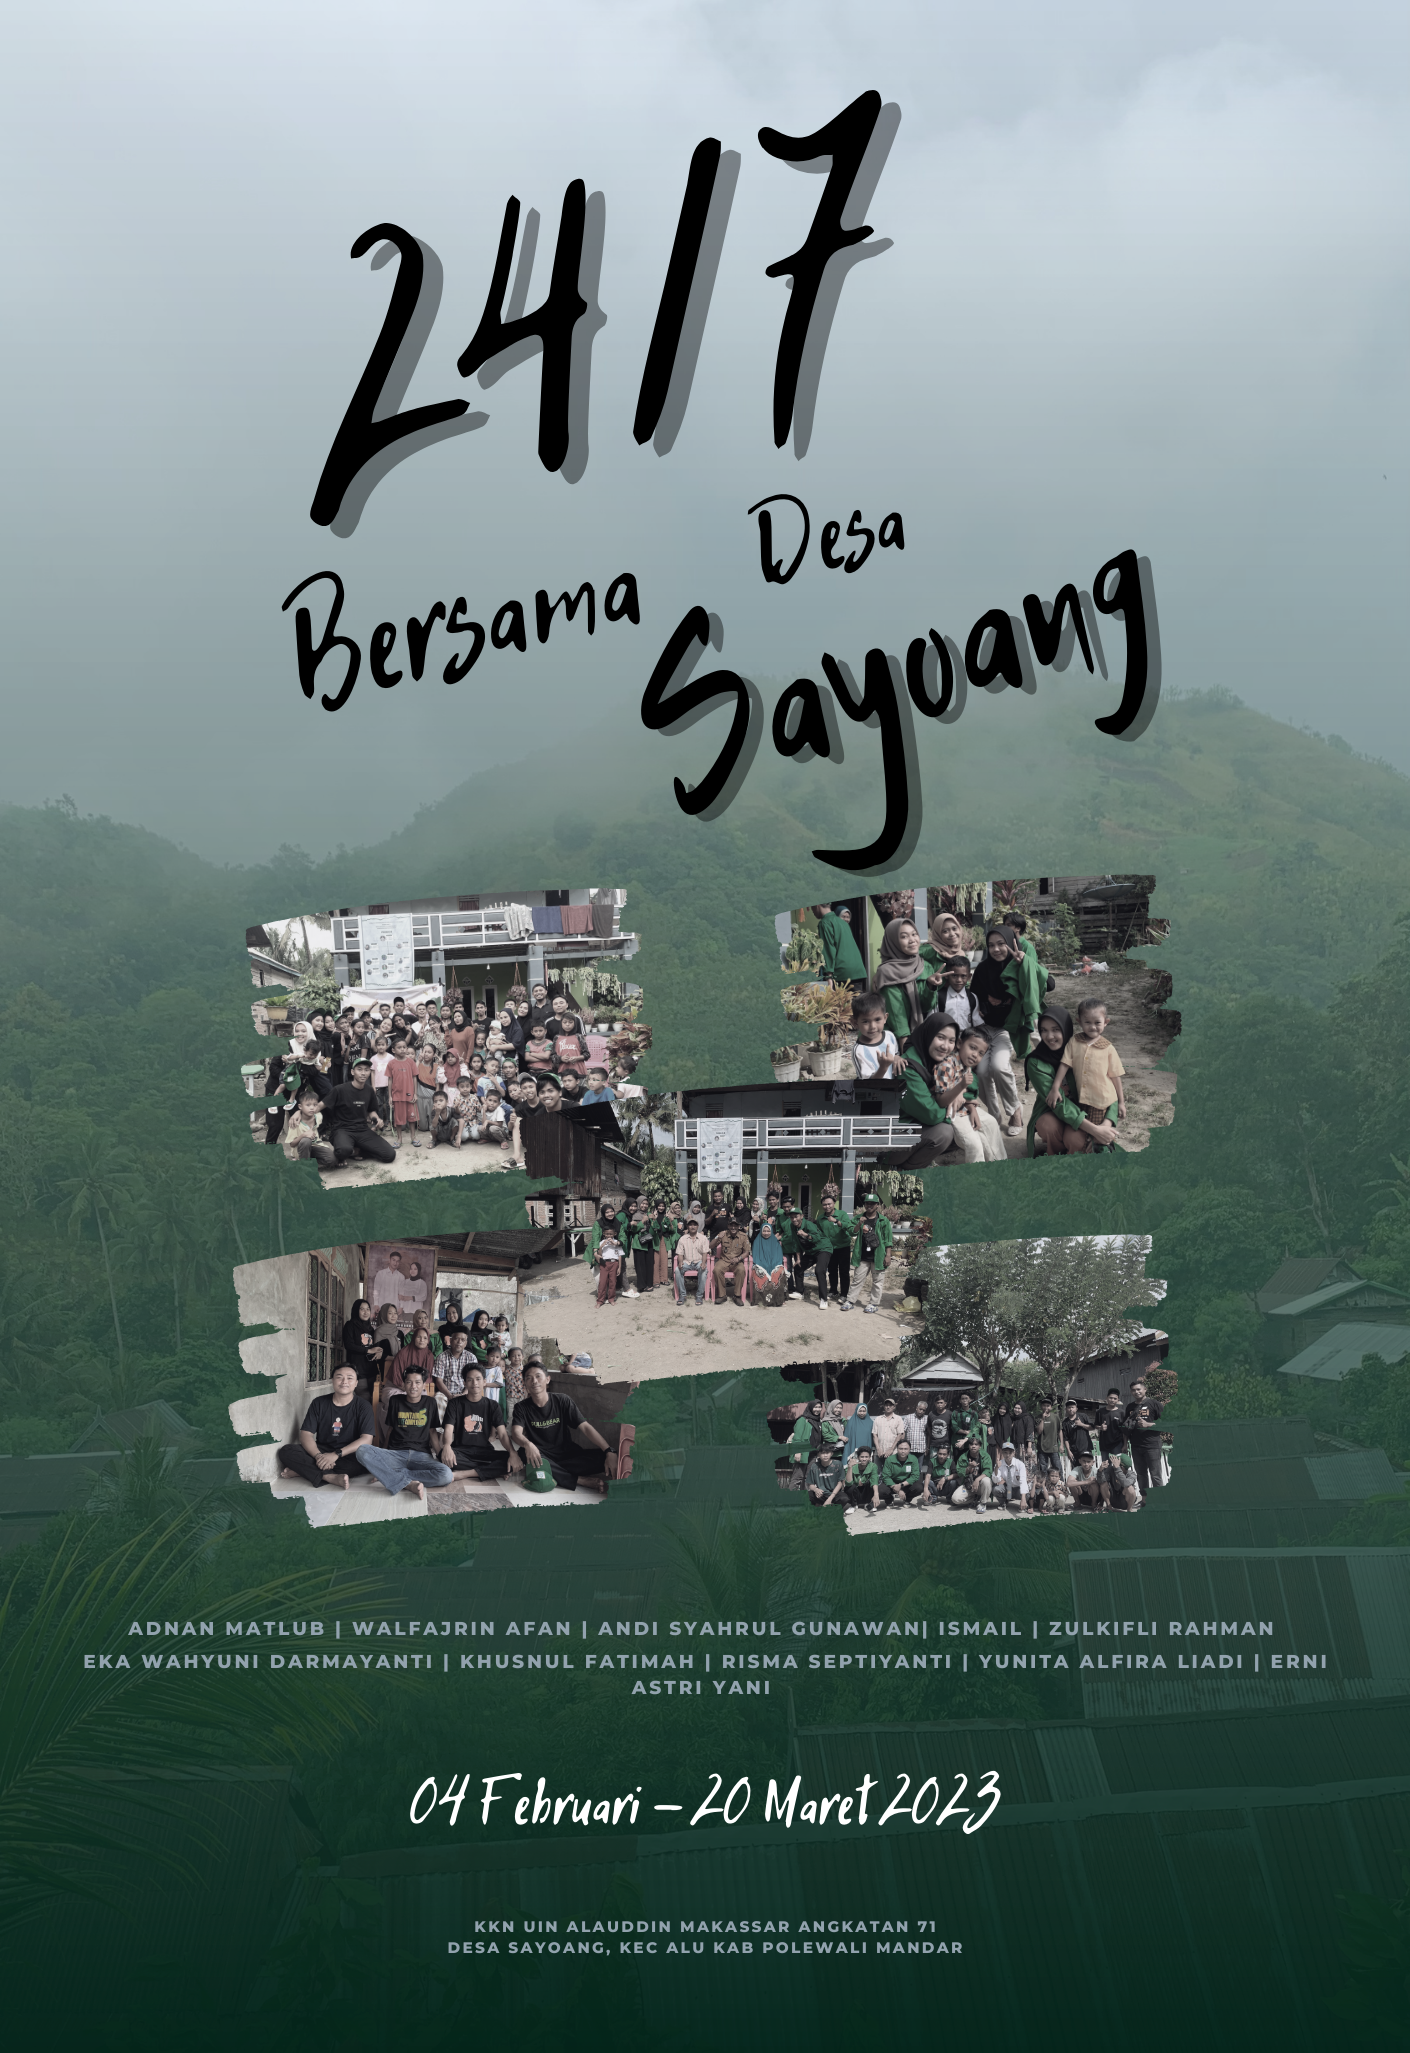 24/7
Bersama
Desa
Sayoang
ADNAN MATLUB | WALFAJRIN AFAN | ANDI SYAHRUL GUNAWAN| ISMAIL | ZULKIFLI RAHMAN
EKA WAHYUNI DARMAYANTI | KHUSNUL FATIMAH | RISMA SEPTIYANTI | YUNITA ALFIRA LIADI | ERNI
ASTRI YANI
04 Februari - 20 Maret 2023
KKN UIN ALAUDDIN MAKASSAR ANGKATAN 71
DESA SAYOANG, KEC ALU KAB POLEWALI MANDAR